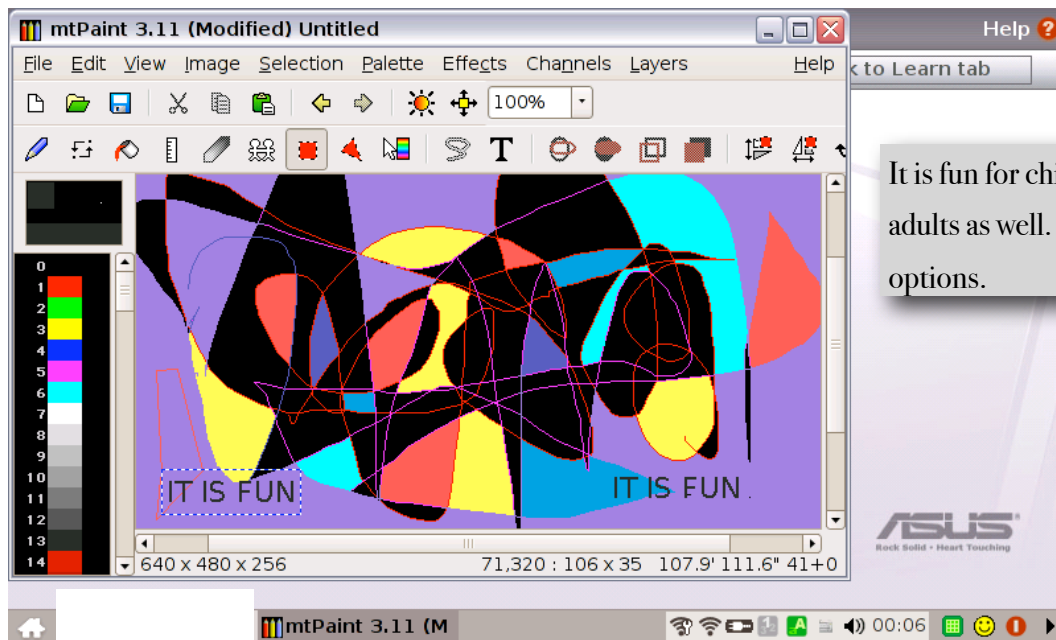 mtPaint 3.11 (Modified) Untitled
Help
File Edit View Image Selection Palette Effects Channels Layers Help
k to Learn tab
100%
It is fun for chi
adults as well.
options.
0
1
2
3
4
5
6
7
8
9
10
11
12
13
14
IT IS FUN
IT IS FUN
640 x 480 x 256
71,320 : 106 x 35 107.9' 111.6" 41+0
ASUS
Rock Solid • Heart Touching
mtPaint 3.11 (M
00:06